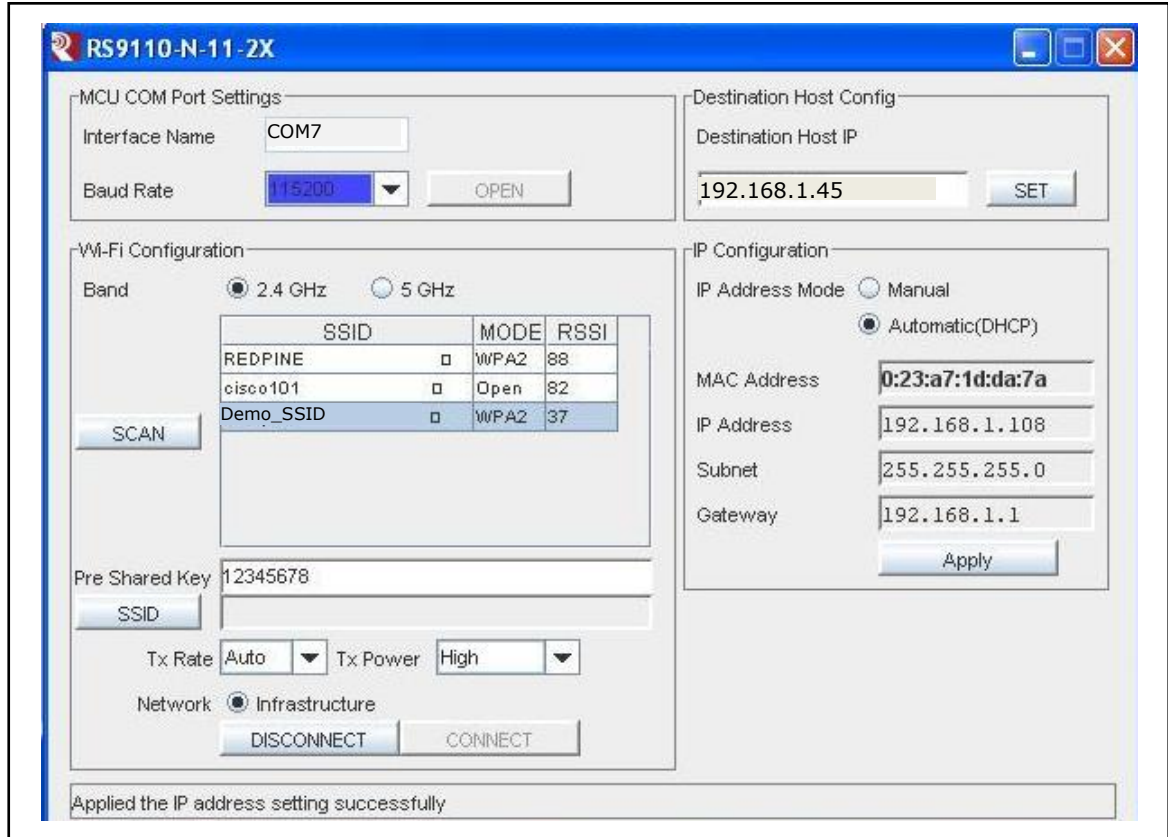 RS9110-N-11-2X
MCU COM Port Settings
Interface Name COM7
Baud Rate 115200 OPEN
Destination Host Config
Destination Host IP
192.168.1.45 SET
Wi-Fi Configuration
Band 2.4 GHz 5 GHz
SSID MODE RSSI
REDPINE WPA2 88
cisco101 Open 82
Demo_SSID WPA2 37
SCAN
Pre Shared Key 12345678
SSID
Tx Rate Auto Tx Power High
Network Infrastructure
DISCONNECT CONNECT
IP Configuration
IP Address Mode Manual
Automatic(DHCP)
MAC Address 0:23:a7:1d:da:7a
IP Address 192.168.1.108
Subnet 255.255.255.0
Gateway 192.168.1.1
Apply
Applied the IP address setting successfully